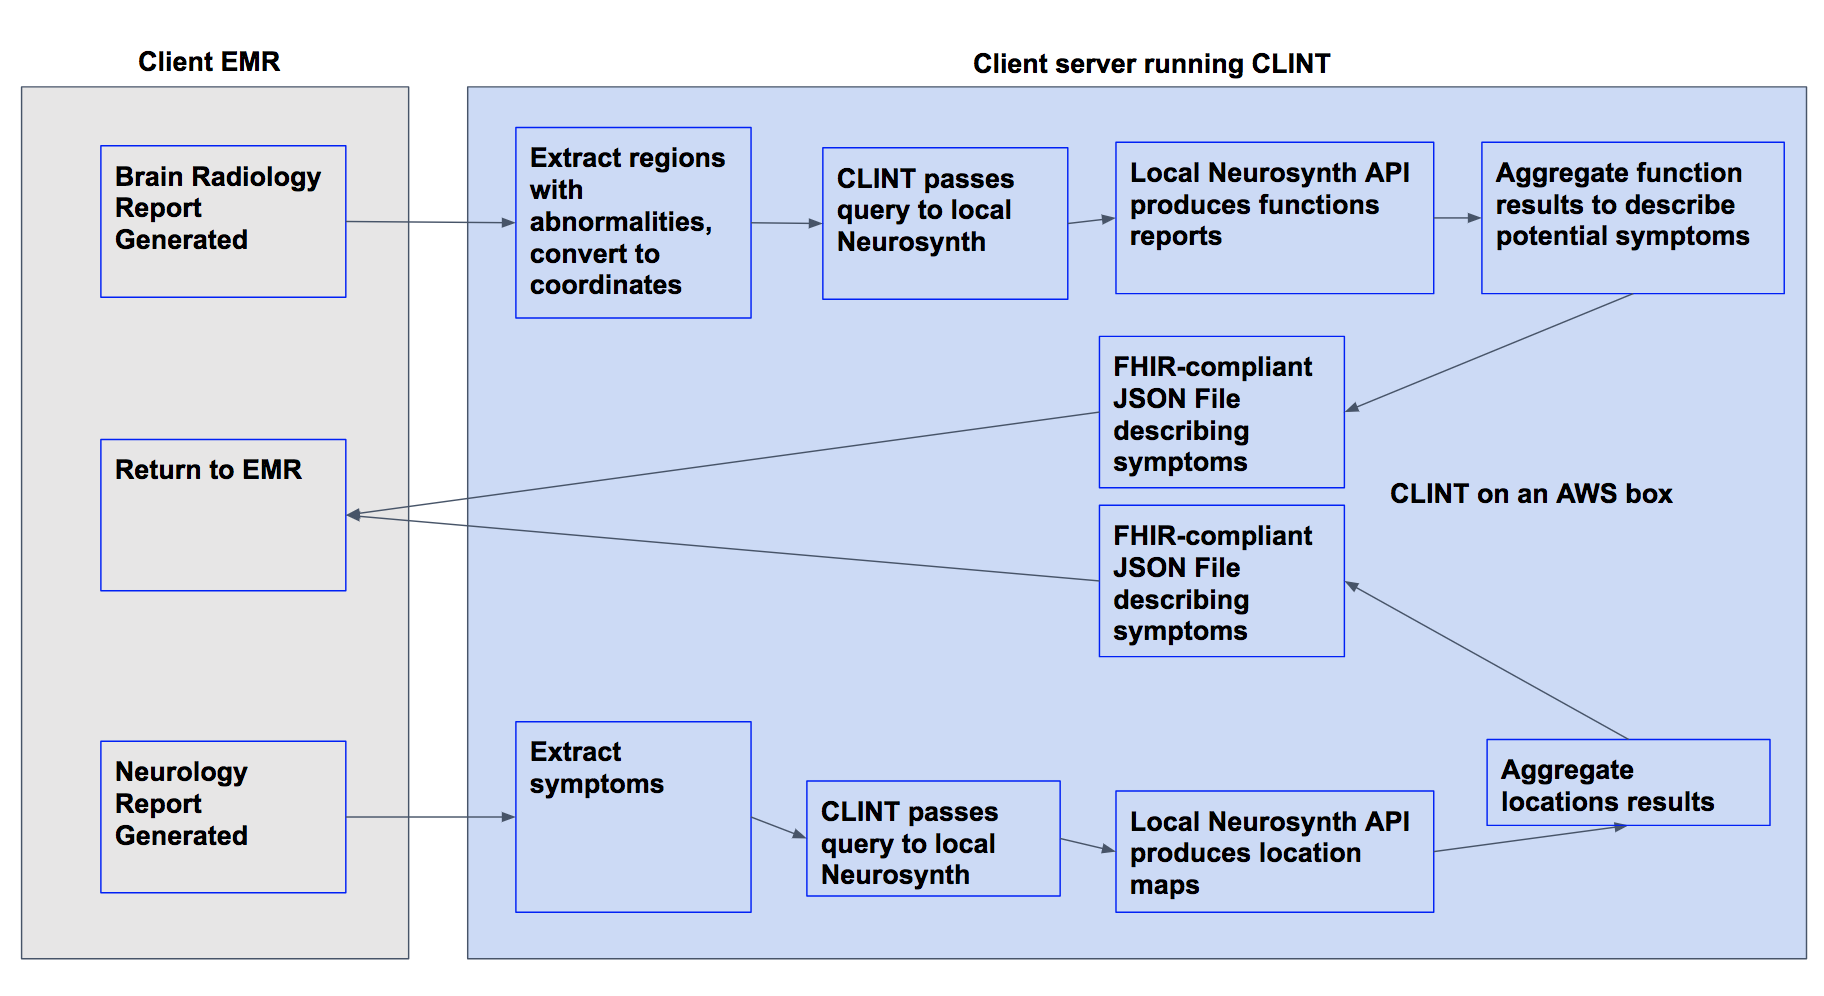 Client EMR
Client server running CLINT
Brain Radiology
Report
Generated
Extract regions
with
abnormalities,
convert to
coordinates
CLINT passes
query to local
Neurosynth
Local Neurosynth API
produces functions
reports
Aggregate function
results to describe
potential symptoms
FHIR-compliant
JSON File
describing
symptoms
Return to EMR
CLINT on an AWS box
FHIR-compliant
JSON File
describing
symptoms
Neurology
Report
Generated
Extract
symptoms
CLINT passes
query to local
Neurosynth
Local Neurosynth API
produces location
maps
Aggregate
locations results